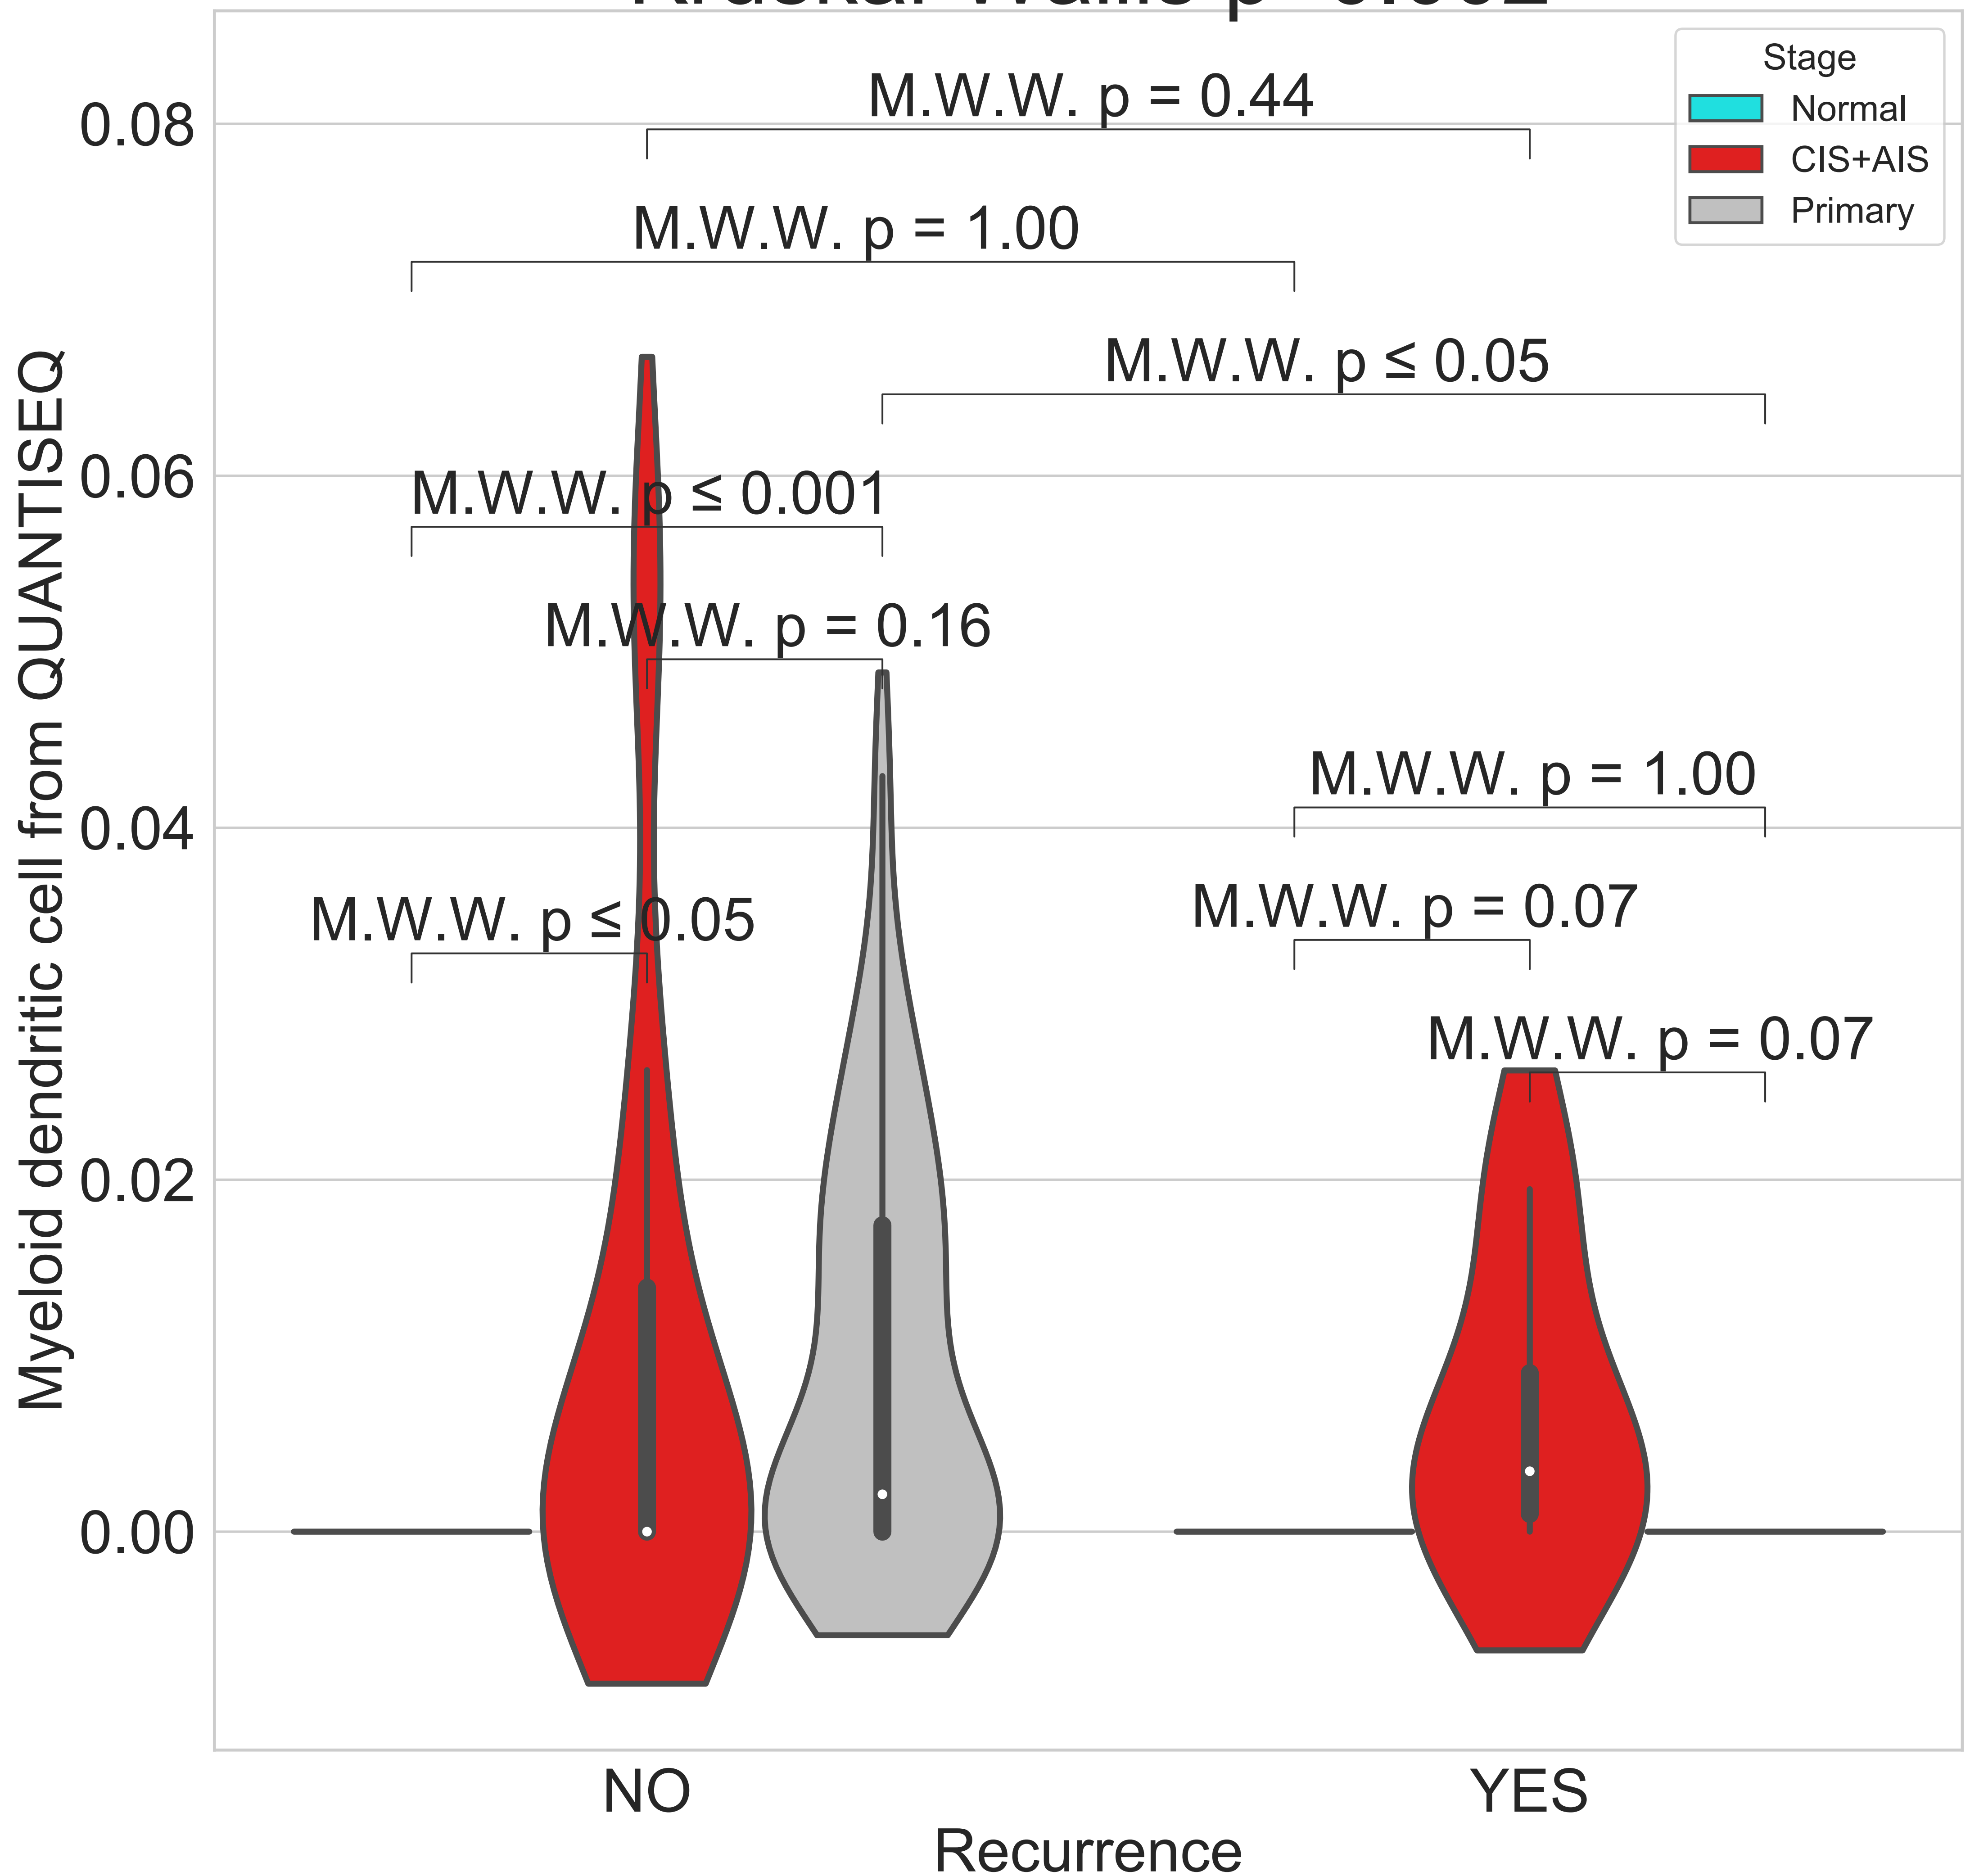 Stage
Normal
CIS+AIS
Primary
M.W.W. p = 0.44
M.W.W. p = 1.00
M.W.W. p ≤ 0.05
M.W.W. p ≤ 0.001
M.W.W. p = 0.16
M.W.W. p = 1.00
M.W.W. p ≤ 0.05
M.W.W. p = 0.07
M.W.W. p = 0.07
0.08
0.06
0.04
0.02
0.00
Myeloid dendritic cell from QUANTISEQ
NO
YES
Recurrence